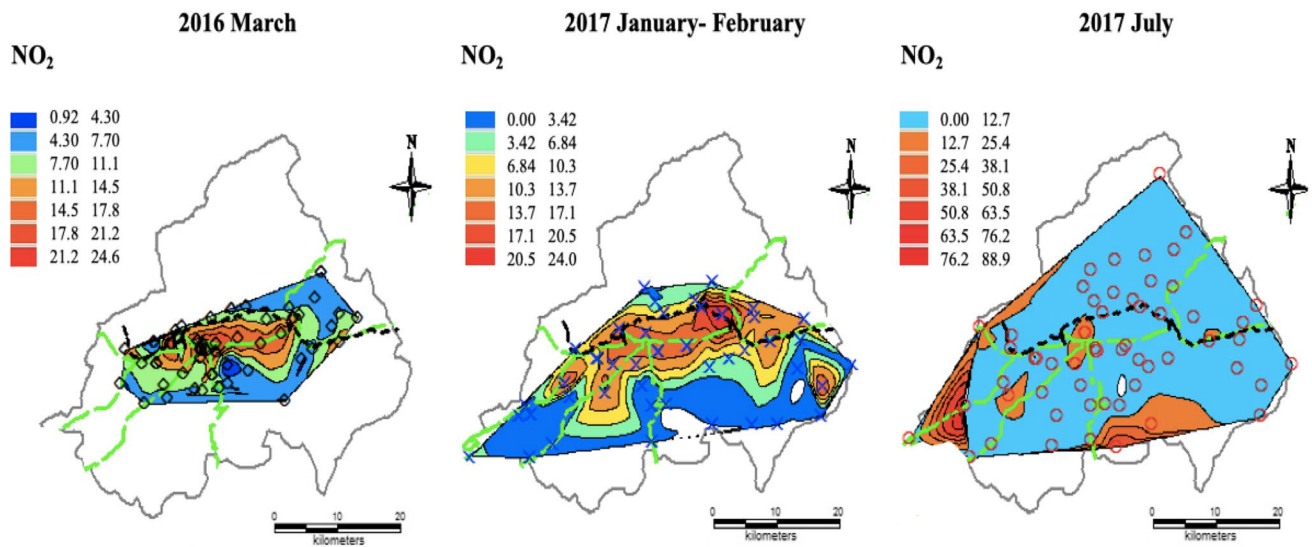 2016 March
NO₂
0.92 4.30
4.30 7.70
7.70 11.1
11.1 14.5
14.5 17.8
17.8 21.2
21.2 24.6
N
0 10 20
kilometers
2017 January- February
NO₂
0.00 3.42
3.42 6.84
6.84 10.3
10.3 13.7
13.7 17.1
17.1 20.5
20.5 24.0
N
0 10 20
kilometers
2017 July
NO₂
0.00 12.7
12.7 25.4
25.4 38.1
38.1 50.8
50.8 63.5
63.5 76.2
76.2 88.9
N
0 10 20
kilometers